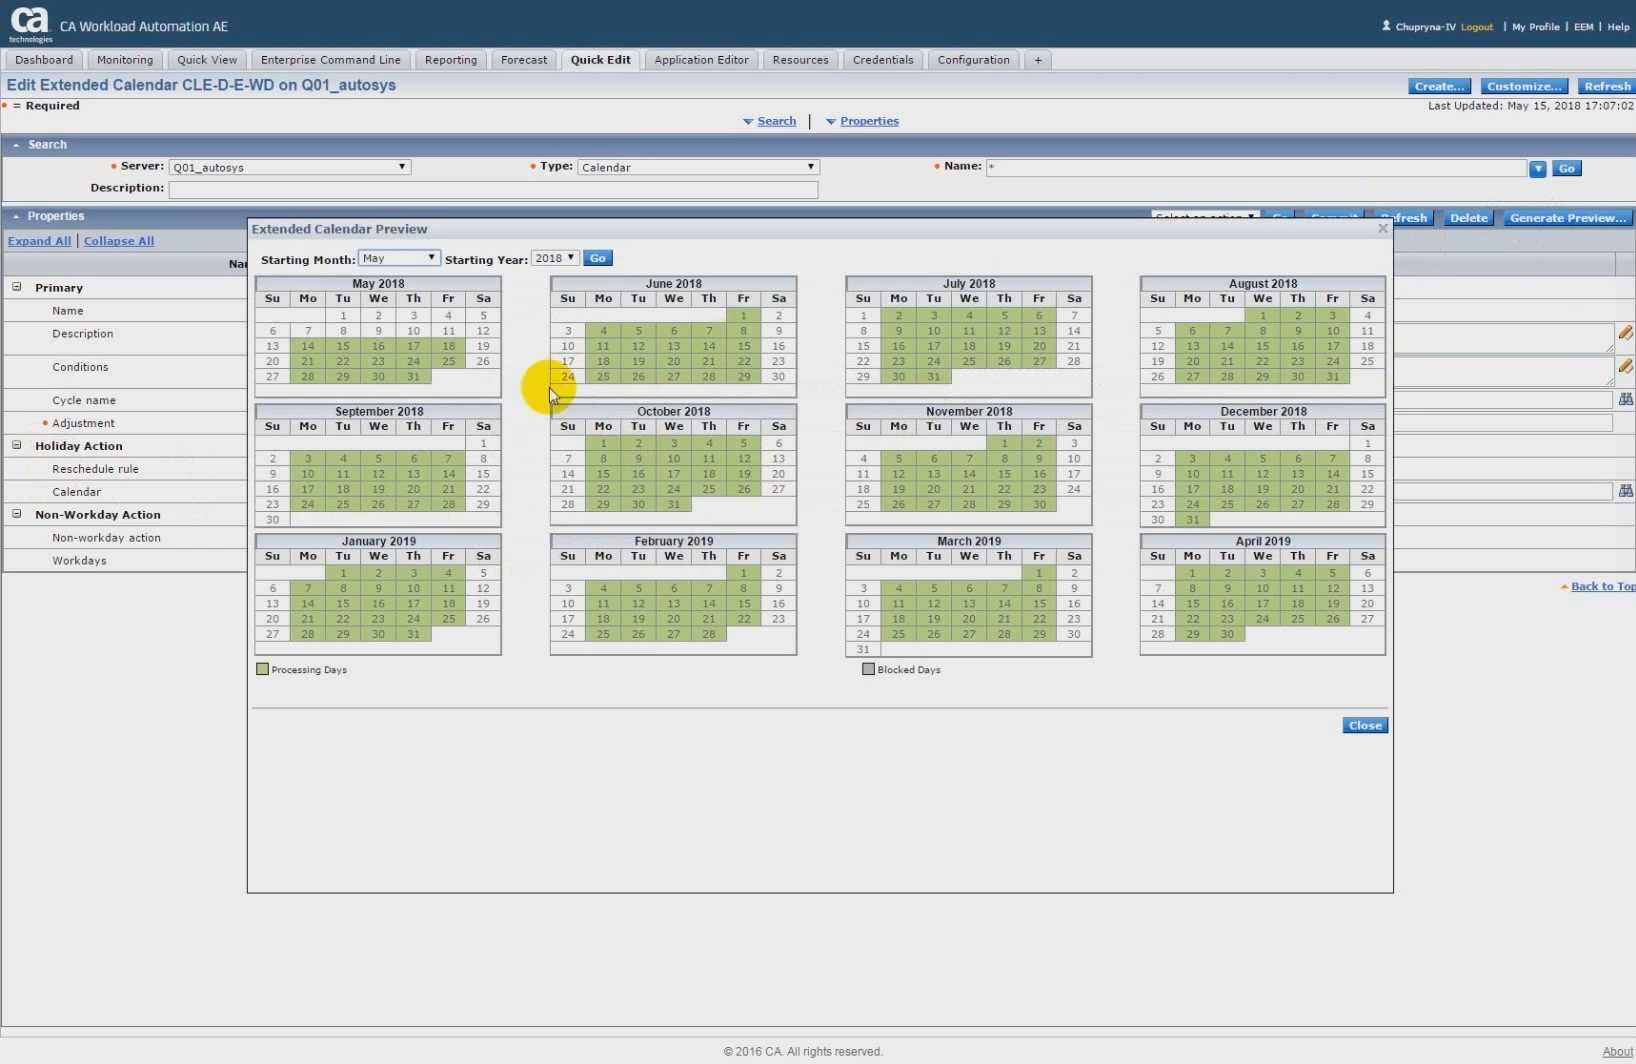 ca
technologies
CA Workload Automation AE
Chupryna-IV Logout | My Profile | EEM | Help
Dashboard Monitoring Quick View Enterprise Command Line Reporting Forecast Quick Edit Application Editor Resources Credentials Configuration +
Edit Extended Calendar CLE-D-E-WD on Q01_autosys
Create... Customize... Refresh
= Required
Last Updated: May 15, 2018 17:07:02
Search | Properties
Search
Server: Q01_autosys Type: Calendar Name: * Go
Description:
Properties
Refresh Delete Generate Preview...
Expand All | Collapse All
Primary
Name
Description
Conditions
Cycle name
Adjustment
Holiday Action
Reschedule rule
Calendar
Non-Workday Action
Non-workday action
Workdays
Extended Calendar Preview
Starting Month: May Starting Year: 2018 Go
May 2018
Su Mo Tu We Th Fr Sa
1 2 3 4 5
6 7 8 9 10 11 12
13 14 15 16 17 18 19
20 21 22 23 24 25 26
27 28 29 30 31
June 2018
Su Mo Tu We Th Fr Sa
1 2
3 4 5 6 7 8 9
10 11 12 13 14 15 16
17 18 19 20 21 22 23
24 25 26 27 28 29 30
July 2018
Su Mo Tu We Th Fr Sa
1 2 3 4 5 6 7
8 9 10 11 12 13 14
15 16 17 18 19 20 21
22 23 24 25 26 27 28
29 30 31
August 2018
Su Mo Tu We Th Fr Sa
1 2 3 4
5 6 7 8 9 10 11
12 13 14 15 16 17 18
19 20 21 22 23 24 25
26 27 28 29 30 31
September 2018
Su Mo Tu We Th Fr Sa
1
2 3 4 5 6 7 8
9 10 11 12 13 14 15
16 17 18 19 20 21 22
23 24 25 26 27 28 29
30
October 2018
Su Mo Tu We Th Fr Sa
1 2 3 4 5 6
7 8 9 10 11 12 13
14 15 16 17 18 19 20
21 22 23 24 25 26 27
28 29 30 31
November 2018
Su Mo Tu We Th Fr Sa
1 2 3
4 5 6 7 8 9 10
11 12 13 14 15 16 17
18 19 20 21 22 23 24
25 26 27 28 29 30
December 2018
Su Mo Tu We Th Fr Sa
1
2 3 4 5 6 7 8
9 10 11 12 13 14 15
16 17 18 19 20 21 22
23 24 25 26 27 28 29
30 31
January 2019
Su Mo Tu We Th Fr Sa
1 2 3 4 5
6 7 8 9 10 11 12
13 14 15 16 17 18 19
20 21 22 23 24 25 26
27 28 29 30 31
February 2019
Su Mo Tu We Th Fr Sa
1 2
3 4 5 6 7 8 9
10 11 12 13 14 15 16
17 18 19 20 21 22 23
24 25 26 27 28
March 2019
Su Mo Tu We Th Fr Sa
1 2
3 4 5 6 7 8 9
10 11 12 13 14 15 16
17 18 19 20 21 22 23
24 25 26 27 28 29 30
31
April 2019
Su Mo Tu We Th Fr Sa
1 2 3 4 5 6
7 8 9 10 11 12 13
14 15 16 17 18 19 20
21 22 23 24 25 26 27
28 29 30
Processing Days
Blocked Days
Close
Back to Top
© 2016 CA. All rights reserved.
About